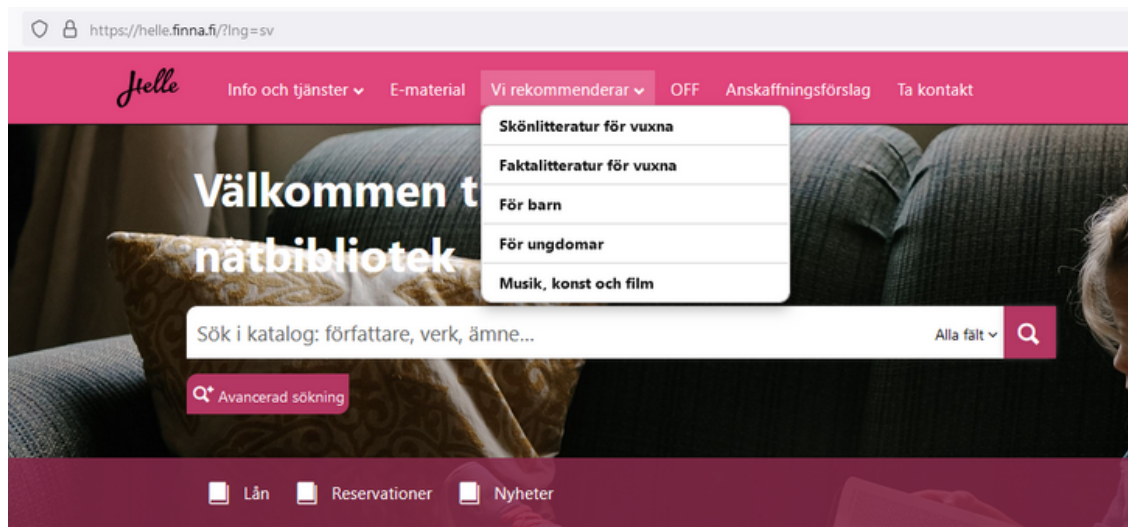 https://helle.finna.fi/?lng=sv
Helle
Info och tjänster E-material Vi rekommenderar OFF Anskaffningsförslag Ta kontakt
Skönlitteratur för vuxna
Faktalitteratur för vuxna
För barn
För ungdomar
Musik, konst och film
Välkommen t
nätbibliotek
Sök i katalog: författare, verk, ämne... Alla fält
Avancerad sökning
Lån Reservationer Nyheter